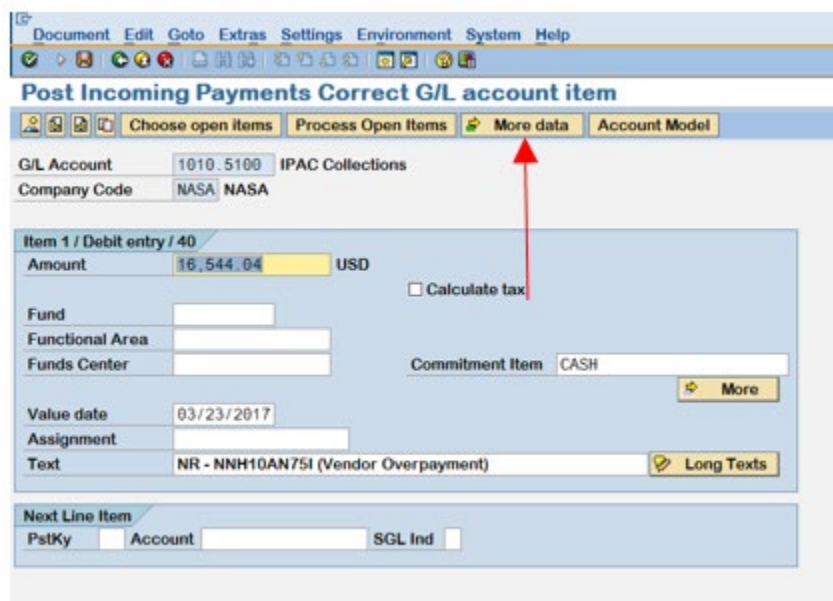 Document Edit Goto Extras Settings Environment System Help
Post Incoming Payments Correct G/L account item
Choose open items Process Open Items More data Account Model
G/L Account 1010.5100 IPAC Collections
Company Code NASA NASA
Item 1 / Debit entry / 40
Amount 16,544.04 USD
Calculate tax
Fund
Functional Area
Funds Center Commitment Item CASH
More
Value date 03/23/2017
Assignment
Text NR - NNH10AN75I (Vendor Overpayment) Long Texts
Next Line Item
PstKy Account SGL Ind